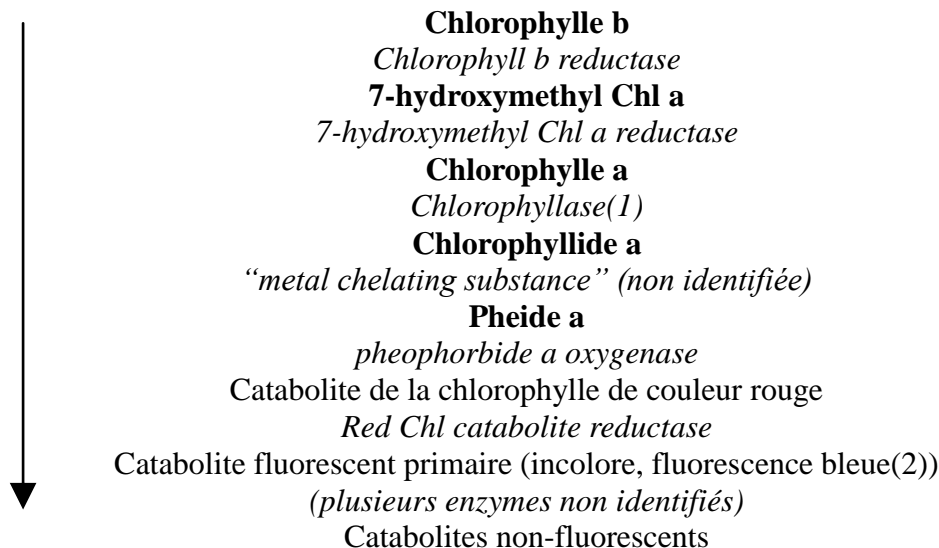 Chlorophylle b
Chlorophyll b reductase
7-hydroxymethyl Chl a
7-hydroxymethyl Chl a reductase
Chlorophylle a
Chlorophyllase(1)
Chlorophyllide a
“metal chelating substance” (non identifiée)
Pheide a
pheophorbide a oxygenase
Catabolite de la chlorophylle de couleur rouge
Red Chl catabolite reductase
Catabolite fluorescent primaire (incolore, fluorescence bleue(2))
(plusieurs enzymes non identifiés)
Catabolites non-fluorescents